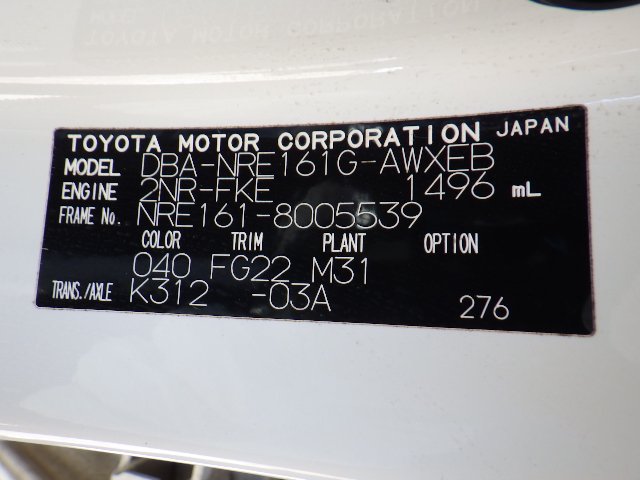 TOYOTA MOTOR CORPORATION JAPAN
MODEL DBA-NRE161G-AWXEB
ENGINE 2NR-FKE 1496 mL
FRAME No. NRE161-8005539
COLOR TRIM PLANT OPTION
040 FG22 M31
TRANS./AXLE K312 -03A 276